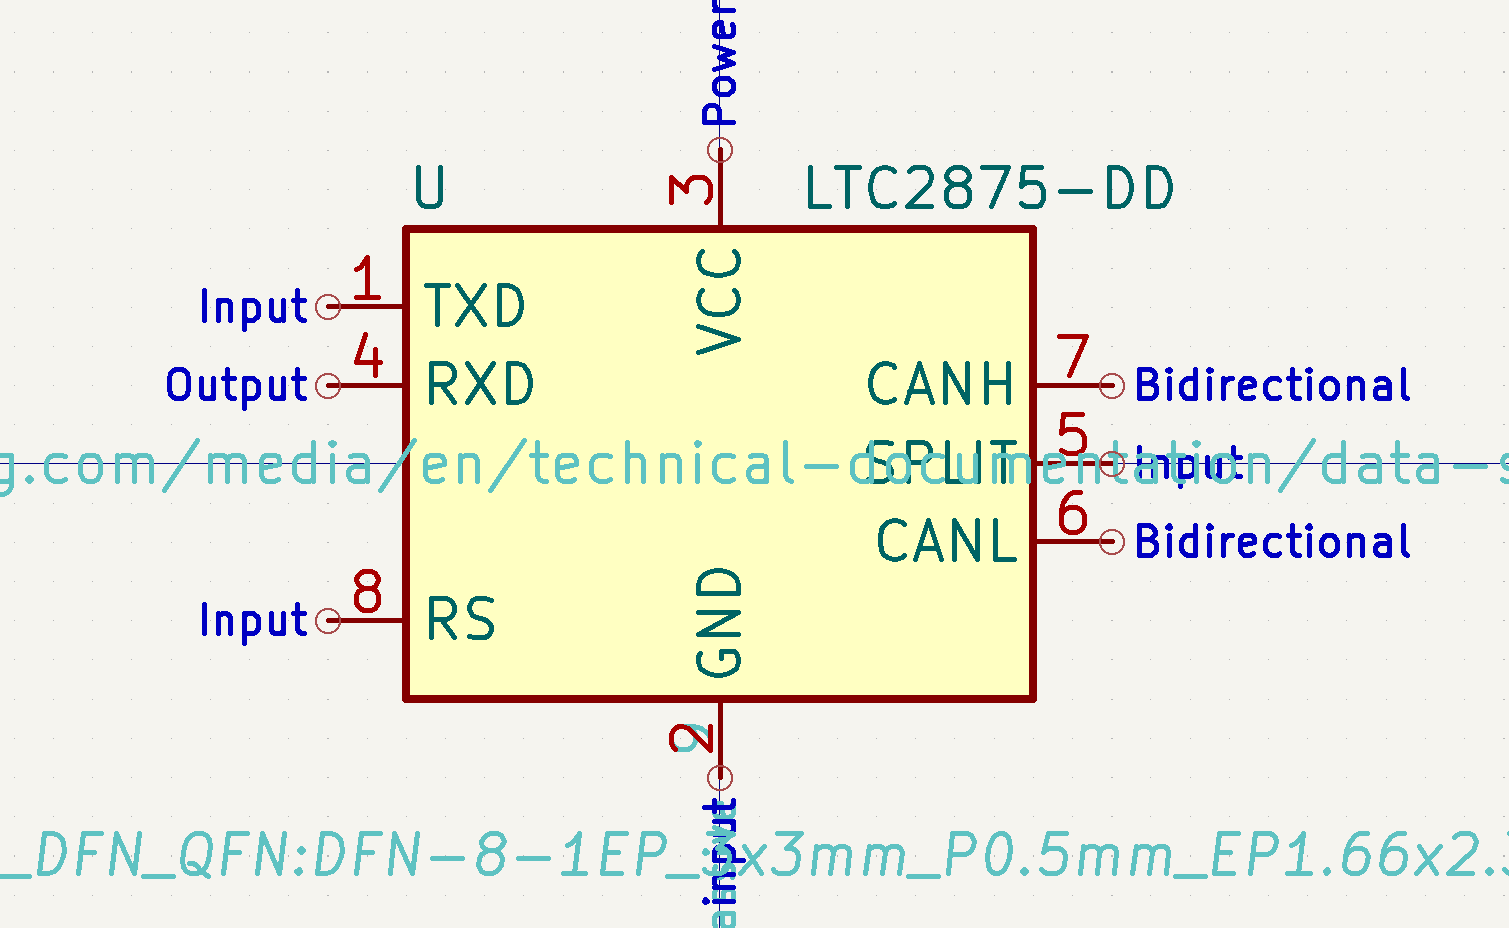 Power
3
U
LTC2875-DD
VCC
1
Input
TXD
4
Output
RXD
7
CANH
Bidirectional
5
SPLIT
Input
g.com/media/en/technical-documentation/data-s
6
CANL
Bidirectional
8
Input
RS
GND
2
9
input
_DFN_QFN:DFN-8-1EP_3x3mm_P0.5mm_EP1.66x2.3